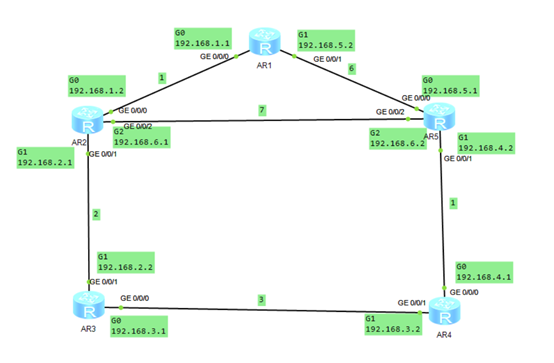 G0
192.168.1.1
GE 0/0/0
AR1
G1
192.168.5.2
GE 0/0/1
1
6
G0
192.168.1.2
GE 0/0/0
7
G0
192.168.5.1
GE 0/0/0
GE 0/0/2
AR2
GE 0/0/2
G2
192.168.6.1
G2
192.168.6.2
AR5
G1
192.168.4.2
GE 0/0/1
G1
192.168.2.1
GE 0/0/1
2
1
G1
192.168.2.2
GE 0/0/1
G0
192.168.4.1
GE 0/0/0
AR3
GE 0/0/0
G0
192.168.3.1
3
GE 0/0/1
G1
192.168.3.2
AR4
R
R
R
R
R